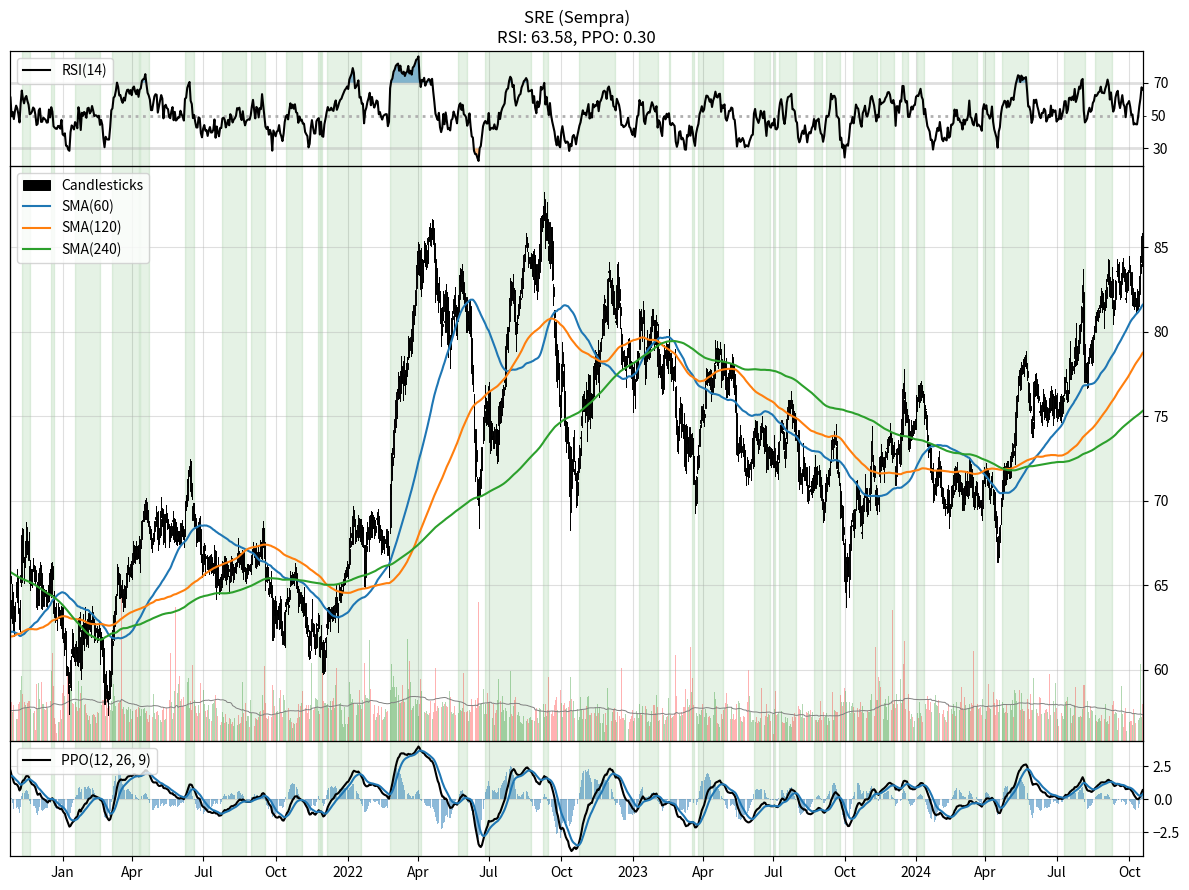 SRE (Sempra)
RSI: 63.58, PPO: 0.30
RSI(14)
70
50
30
Candlesticks
SMA(60)
SMA(120)
SMA(240)
85
80
75
70
65
60
PPO(12, 26, 9)
2.5
0.0
−2.5
Jan Apr Jul Oct 2022 Apr Jul Oct 2023 Apr Jul Oct 2024 Apr Jul Oct